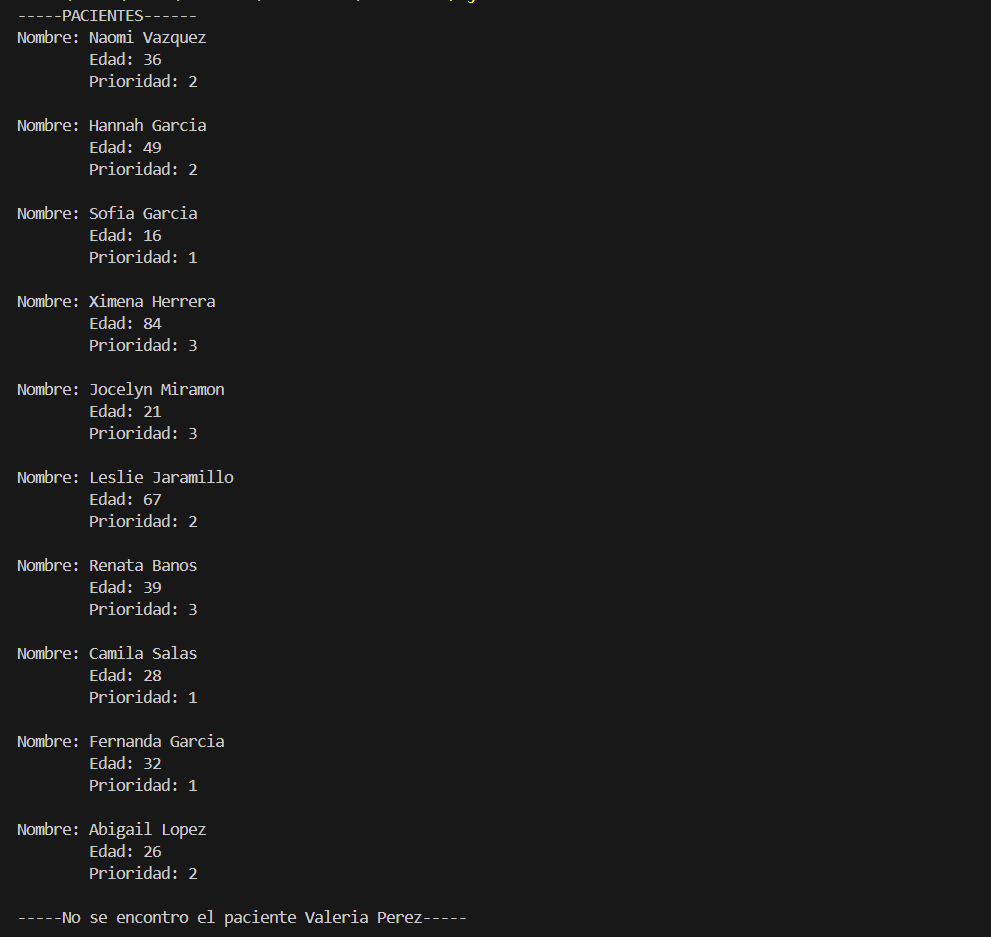 -----PACIENTES------
Nombre: Naomi Vazquez
Edad: 36
Prioridad: 2
Nombre: Hannah Garcia
Edad: 49
Prioridad: 2
Nombre: Sofia Garcia
Edad: 16
Prioridad: 1
Nombre: Ximena Herrera
Edad: 84
Prioridad: 3
Nombre: Jocelyn Miramon
Edad: 21
Prioridad: 3
Nombre: Leslie Jaramillo
Edad: 67
Prioridad: 2
Nombre: Renata Banos
Edad: 39
Prioridad: 3
Nombre: Camila Salas
Edad: 28
Prioridad: 1
Nombre: Fernanda Garcia
Edad: 32
Prioridad: 1
Nombre: Abigail Lopez
Edad: 26
Prioridad: 2
-----No se encontro el paciente Valeria Perez-----